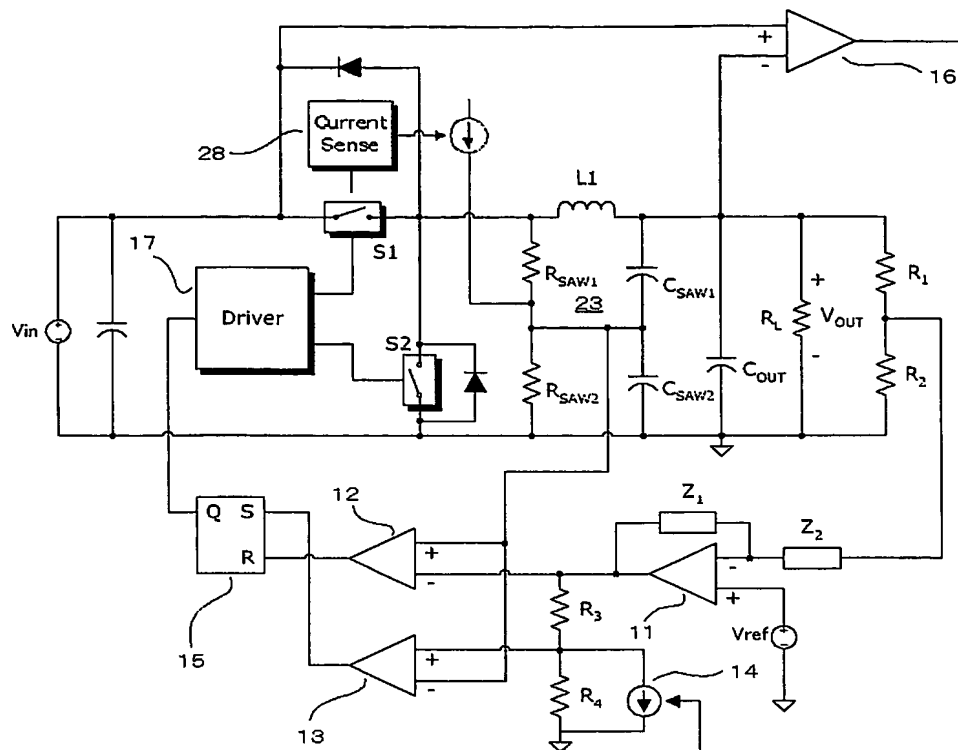 +
-
16
28
Current
Sense
L1
S1
17
Driver
RSAW1
CSAW1
23
Vin
+
-
RL
+
VOUT
-
R1
S2
RSAW2
CSAW2
COUT
R2
12
Z1
Z2
Q S
R
+
-
-
+
11
R3
Vref
+
-
15
+
-
13
R4
14